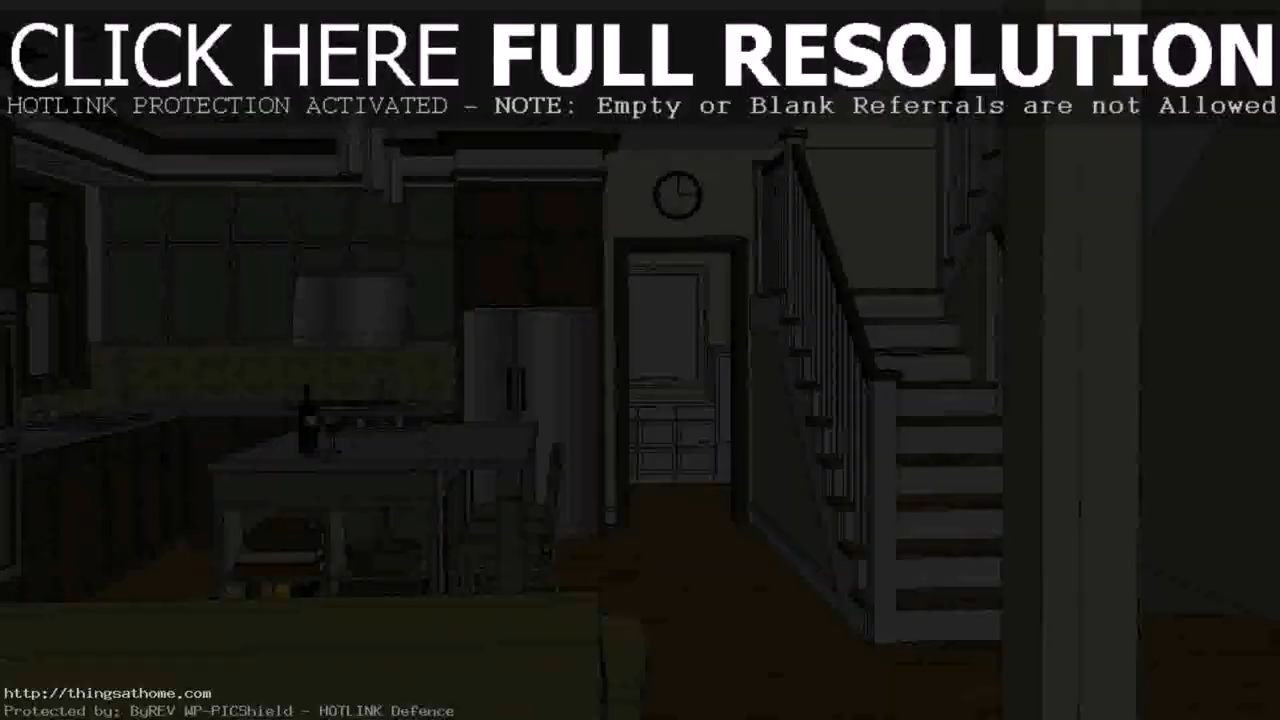 CLICK HERE FULL RESOLUTION
HOTLINK PROTECTION ACTIVATED - NOTE: Empty or Blank Referrals are not Allowed
http://thingsathome.com
Protected by: ByREV WP-PICShield - HOTLINK Defence